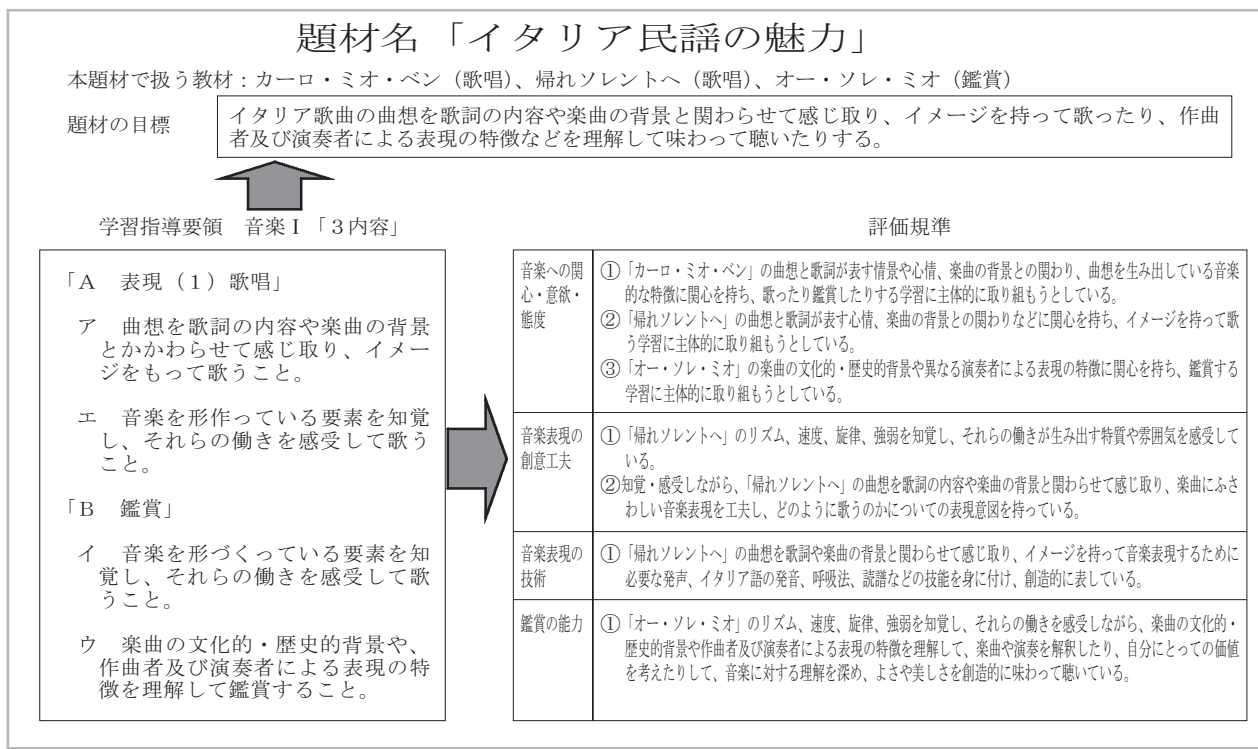 題材名「イタリア民謡の魅力」
本題材で扱う教材：カーロ・ミオ・ベン（歌唱）、帰れソレントへ（歌唱）、オー・ソレ・ミオ（鑑賞）
題材の目標
イタリア歌曲の曲想を歌詞の内容や楽曲の背景と関わらせて感じ取り、イメージを持って歌ったり、作曲
者及び演奏者による表現の特徴などを理解して味わって聴いたりする。
学習指導要領　音楽Ⅰ「３内容」
「Ａ　表現（１）歌唱」
ア　曲想を歌詞の内容や楽曲の背景
とかかわらせて感じ取り、イメー
ジをもって歌うこと。
エ　音楽を形作っている要素を知覚
し、それらの働きを感受して歌う
こと。
「Ｂ　鑑賞」
イ　音楽を形づくっている要素を知
覚し、それらの働きを感受して歌
うこと。
ウ　楽曲の文化的・歴史的背景や、
作曲者及び演奏者による表現の特
徴を理解して鑑賞すること。
評価規準
音楽への関
心・意欲・
態度
①「カーロ・ミオ・ベン」の曲想と歌詞が表す情景や心情、楽曲の背景との関わり、曲想を生み出している音楽
的な特徴に関心を持ち、歌ったり鑑賞したりする学習に主体的に取り組もうとしている。
②「帰れソレントへ」の曲想と歌詞が表す心情、楽曲の背景との関わりなどに関心を持ち、イメージを持って歌
う学習に主体的に取り組もうとしている。
③「オー・ソレ・ミオ」の楽曲の文化的・歴史的背景や異なる演奏者による表現の特徴に関心を持ち、鑑賞する
学習に主体的に取り組もうとしている。
音楽表現の
創意工夫
①「帰れソレントへ」のリズム、速度、旋律、強弱を知覚し、それらの働きが生み出す特質や雰囲気を感受して
いる。
②知覚・感受しながら、「帰れソレントへ」の曲想を歌詞の内容や楽曲の背景と関わらせて感じ取り、楽曲にふさ
わしい音楽表現を工夫し、どのように歌うのかについての表現意図を持っている。
音楽表現の
技術
①「帰れソレントへ」の曲想を歌詞や楽曲の背景と関わらせて感じ取り、イメージを持って音楽表現するために
必要な発声、イタリア語の発音、呼吸法、読譜などの技能を身に付け、創造的に表している。
鑑賞の能力
①「オー・ソレ・ミオ」のリズム、速度、旋律、強弱を知覚し、それらの働きを感受しながら、楽曲の文化的・
歴史的背景や作曲者及び演奏者による表現の特徴を理解して、楽曲や演奏を解釈したり、自分にとっての価値
を考えたりして、音楽に対する理解を深め、よさや美しさを創造的に味わって聴いている。